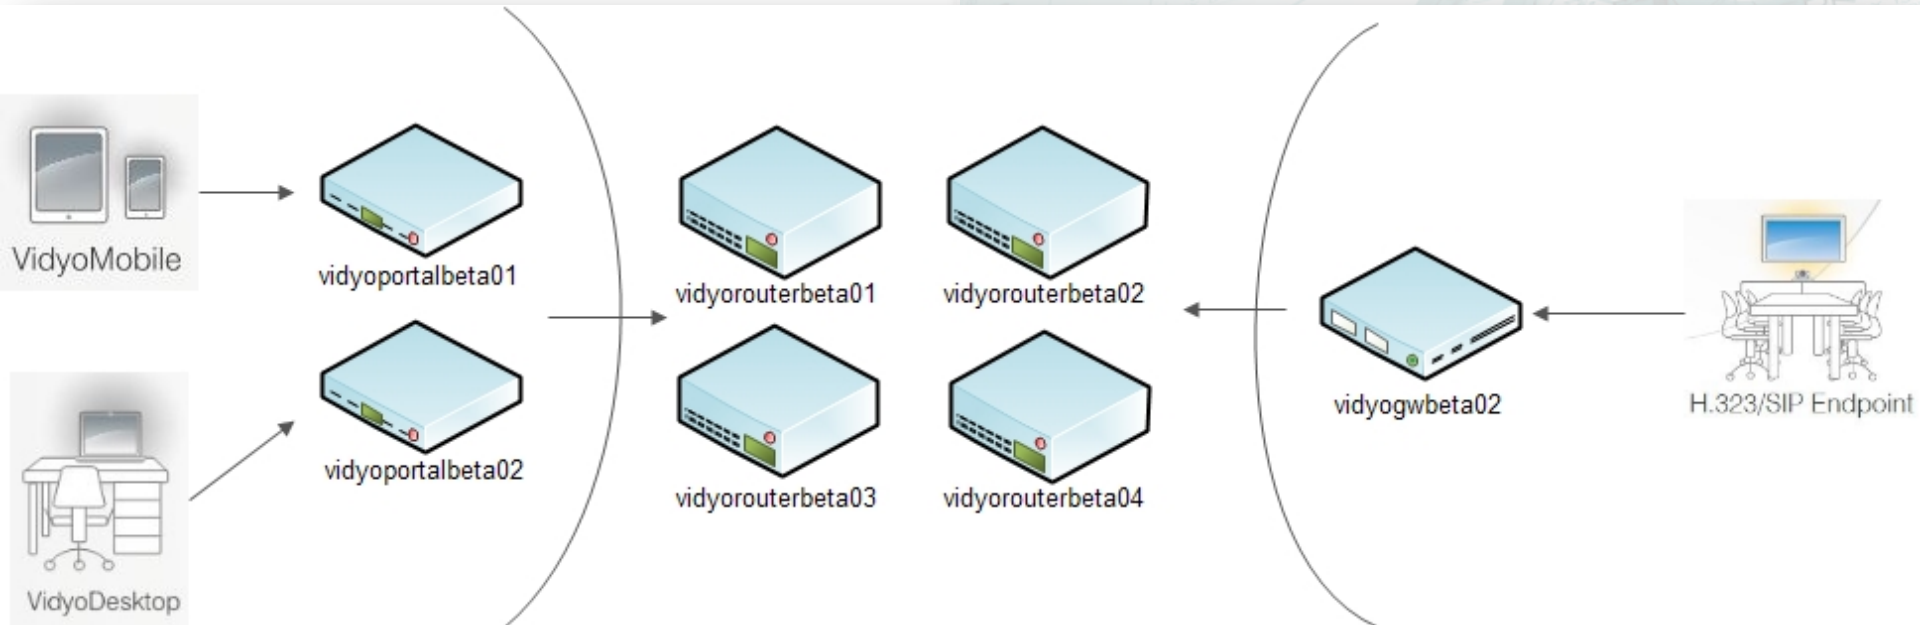 VidyoMobile
vidyoportalbeta01
vidyoportalbeta02
VidyoDesktop
vidyorouterbeta01
vidyorouterbeta02
vidyorouterbeta03
vidyorouterbeta04
vidyogwbeta02
H.323/SIP Endpoint